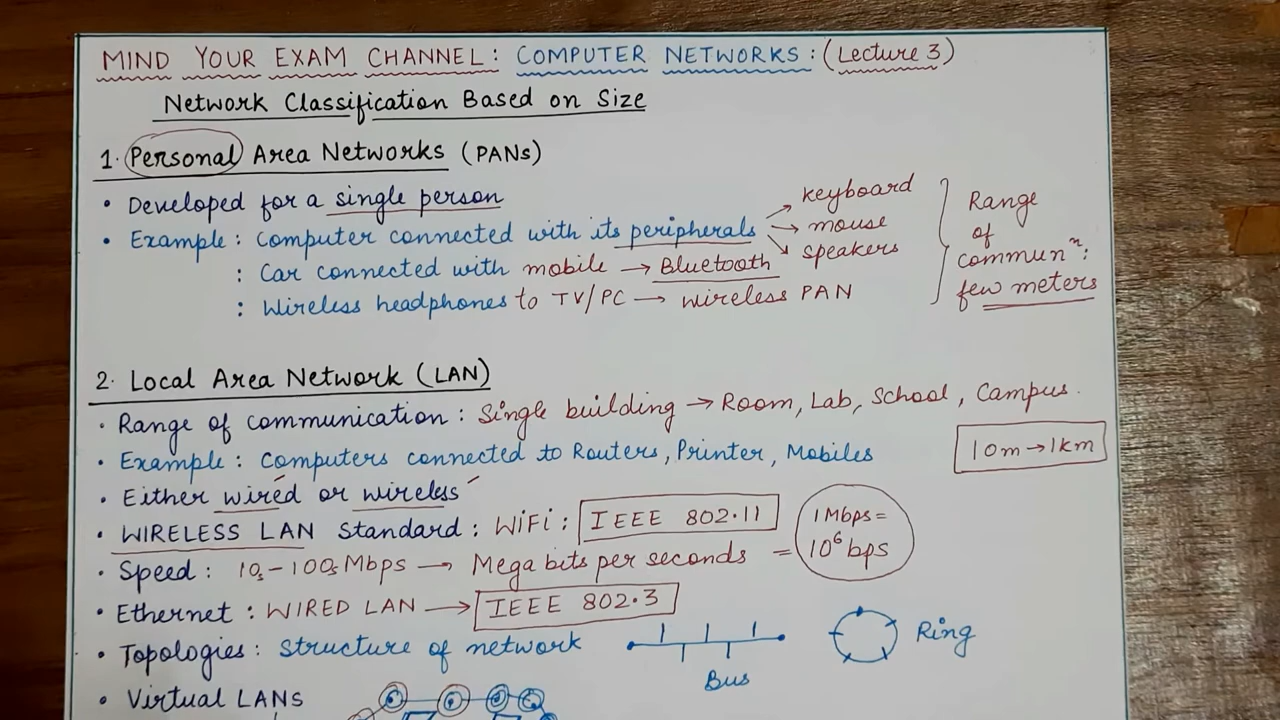 MIND YOUR EXAM CHANNEL: COMPUTER NETWORKS: (Lecture 3)
Network Classification Based on Size
1. Personal Area Networks (PANs)
• Developed for a single person
• Example: Computer connected with its peripherals → keyboard
→ mouse
→ speakers
: Car connected with mobile → Bluetooth
: Wireless headphones to TV/PC → wireless PAN
Range
of
commun^n:
few meters
2. Local Area Network (LAN)
• Range of communication: Single building → Room, Lab, School, Campus.
10m→1km
• Example: Computers connected to Routers, Printer, Mobiles
• Either wired or wireless
• WIRELESS LAN Standard: WiFi: IEEE 802.11
• Speed: 10s - 100s Mbps → Mega bits per seconds = 1Mbps =
10^6 bps
• Ethernet: WIRED LAN → IEEE 802.3
• Topologies: Structure of network
Bus
Ring
• Virtual LANs